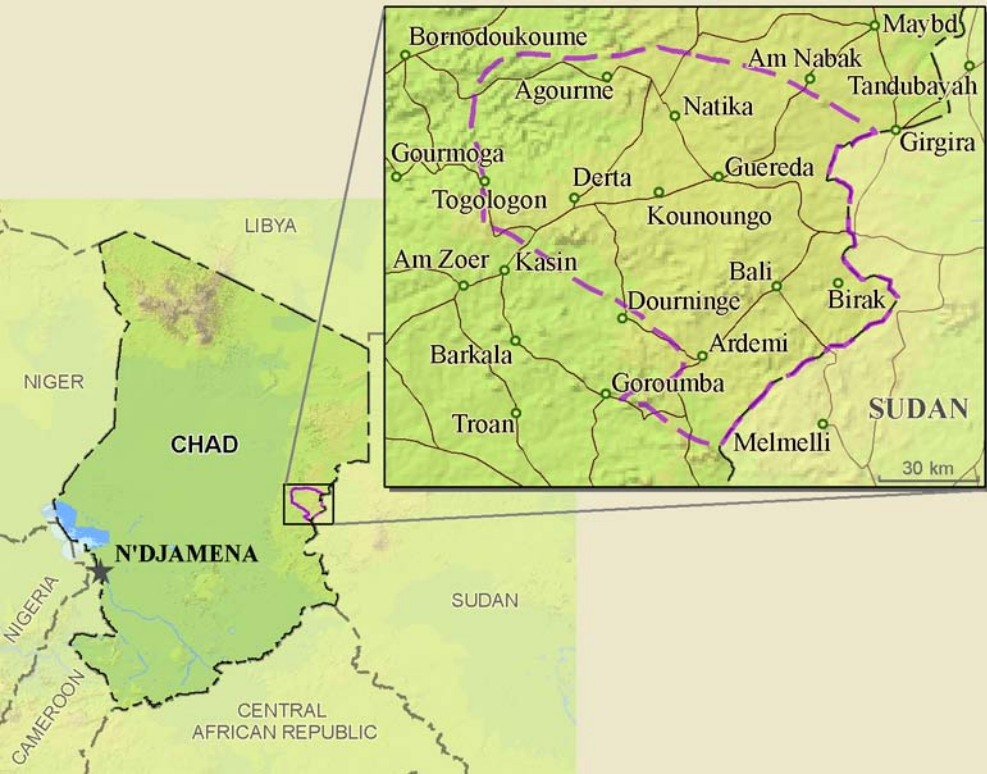 Maybd
Bornodoukoume
Am Nabak
Agourme
Tandubayah
Natika
Girgira
Gourmoga
Derta
Guereda
Togologon
Kounoungo
Am Zoer
Kasin
Bali
Dourninge
Birak
Barkala
Ardemi
Goroumba
SUDAN
Troan
Melmelli
30 km
LIBYA
NIGER
CHAD
N'DJAMENA
NIGERIA
SUDAN
CAMEROON
CENTRAL
AFRICAN REPUBLIC